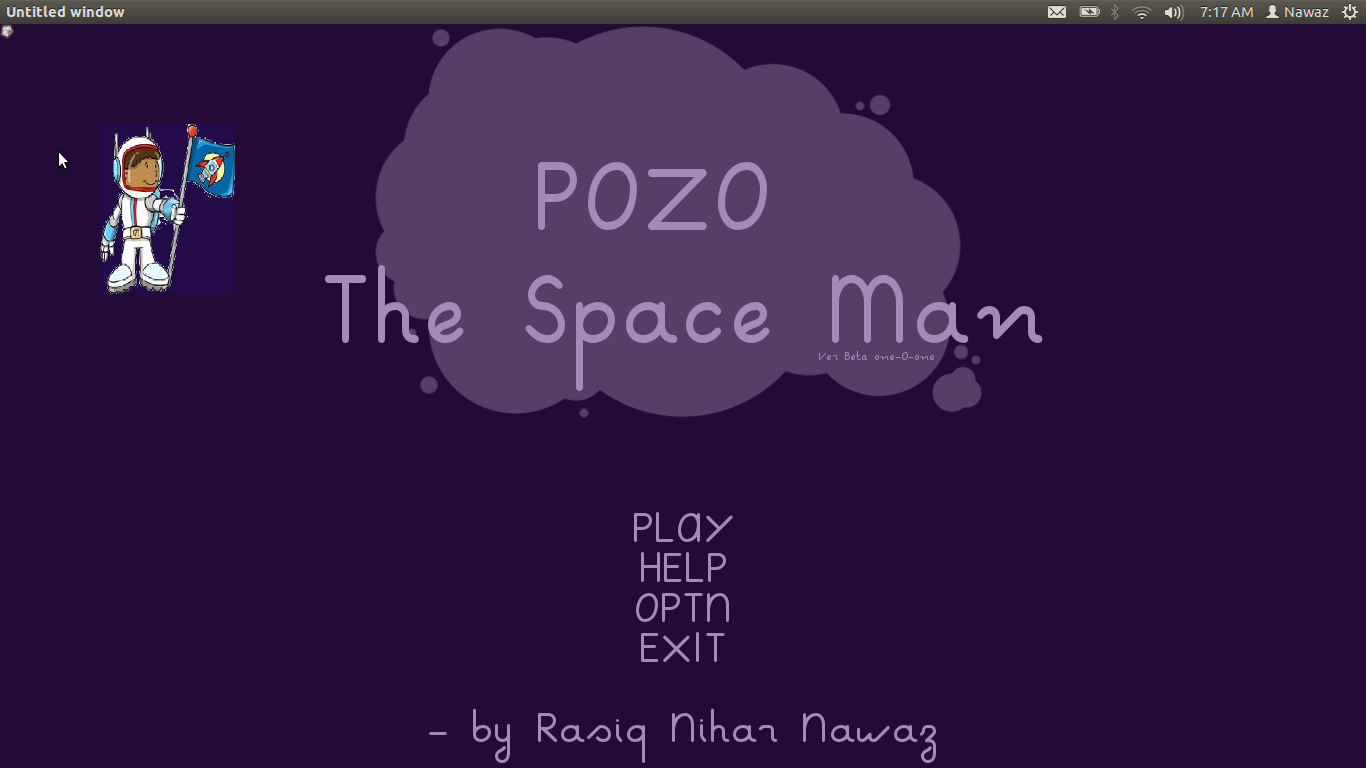 Untitled window
7:17 AM Nawaz
POZO
The Space Man
Ver Beta one-O-one
PLAY
HELP
OPTN
EXIT
- by Rasiq Nihar Nawaz